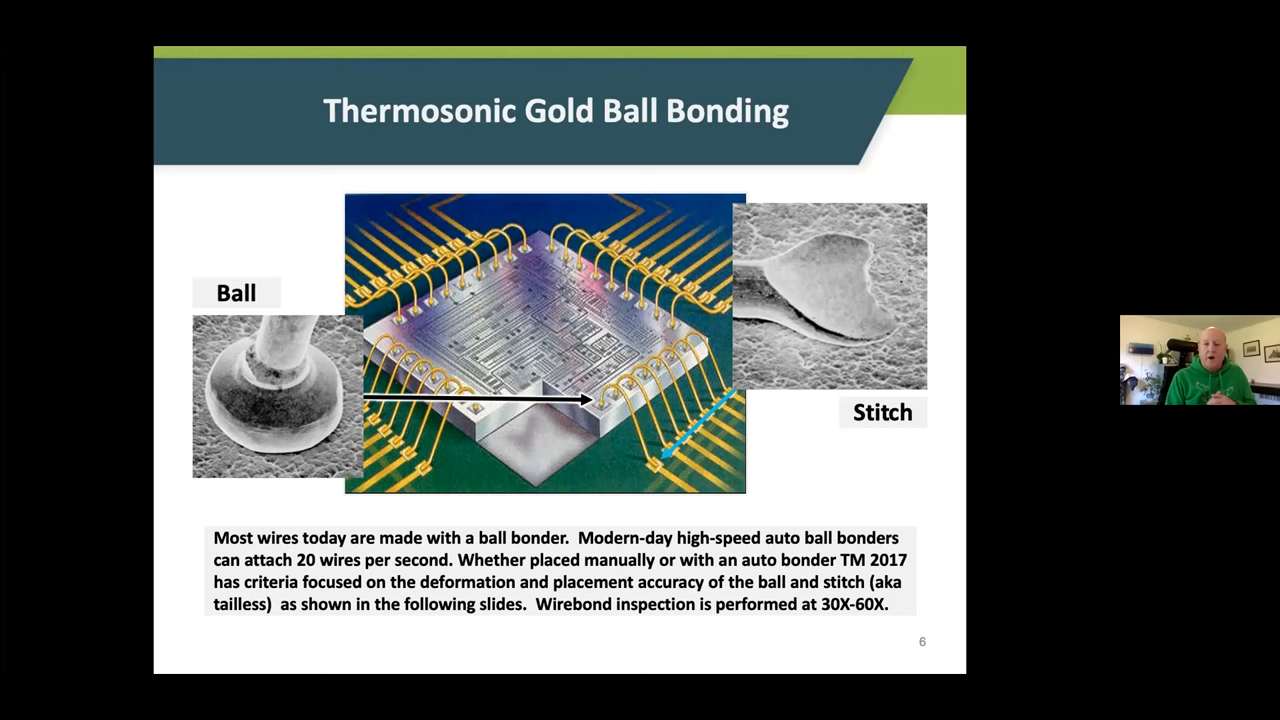 Thermosonic Gold Ball Bonding
Ball
Stitch
Most wires today are made with a ball bonder.  Modern-day high-speed auto ball bonders
can attach 20 wires per second. Whether placed manually or with an auto bonder TM 2017
has criteria focused on the deformation and placement accuracy of the ball and stitch (aka
tailless)  as shown in the following slides.  Wirebond inspection is performed at 30X-60X.
6